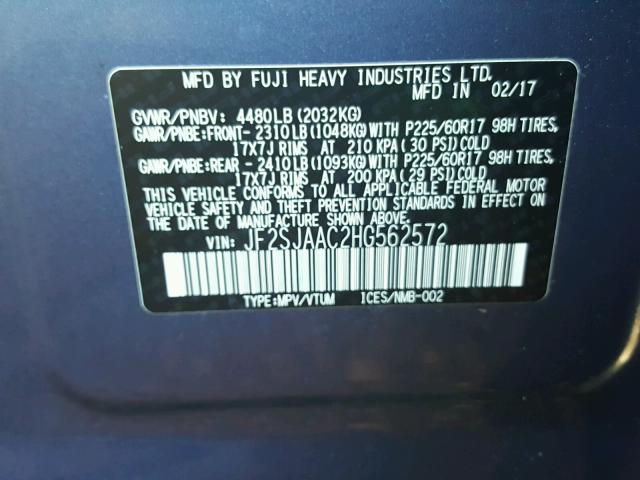 MFD BY FUJI HEAVY INDUSTRIES LTD.
MFD IN 02/17
GVWR/PNBV: 4480LB(2032KG)
GAWR/PNBE:FRONT- 2310LB(1048KG)WITH P225/60R17 98H TIRES,
17X7J RIMS AT 210 KPA( 30 PSI)COLD
GAWR/PNBE:REAR - 2410LB(1093KG)WITH P225/60R17 98H TIRES,
17X7J RIMS AT 200 KPA( 29 PSI)COLD
THIS VEHICLE CONFORMS TO ALL APPLICABLE FEDERAL MOTOR
VEHICLE SAFETY AND THEFT PREVENTION STANDARDS IN EFFECT
ON THE DATE OF MANUFACTURE SHOWN ABOVE.
VIN: JF2SJAAC2HG562572
TYPE:MPV/VTUM ICES/NMB-002